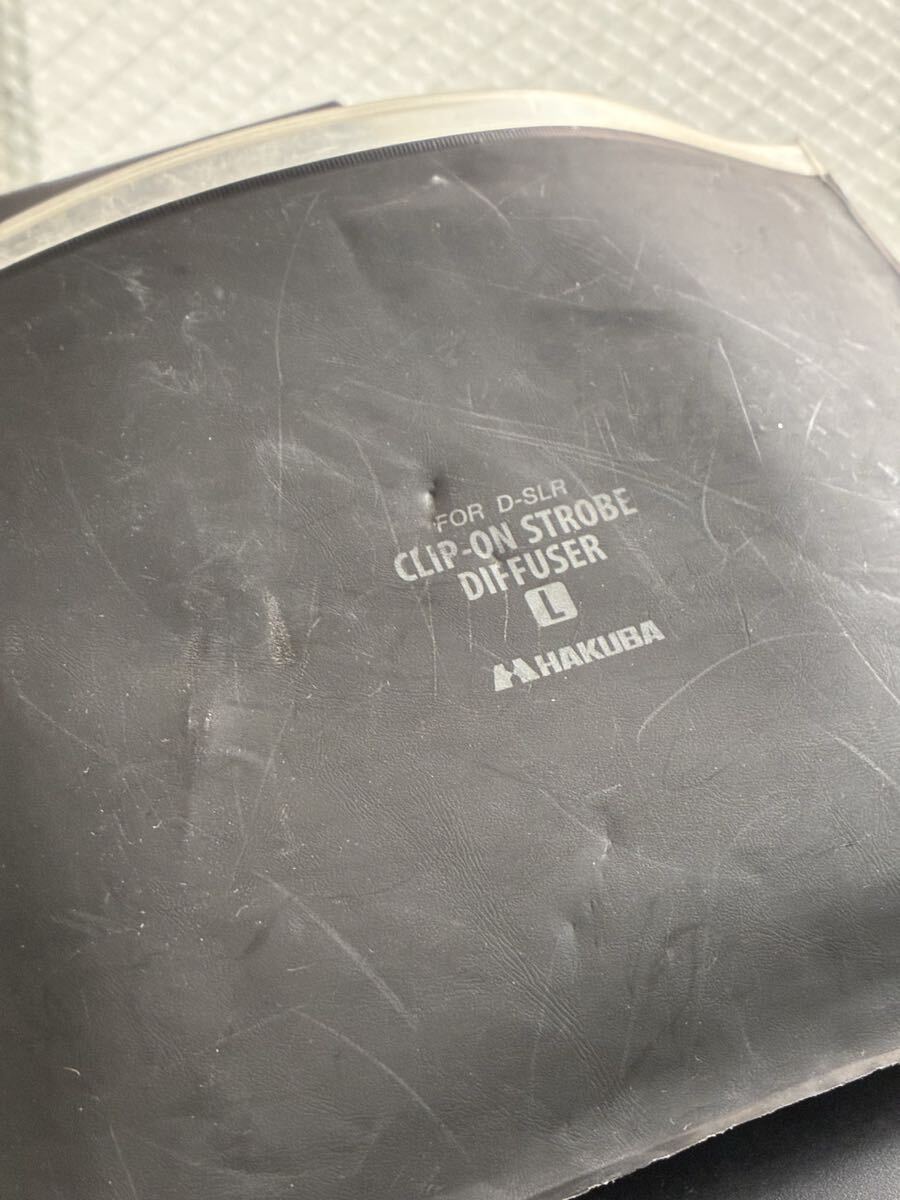 FOR D-SLR
CLIP-ON STROBE
DIFFUSER
L
HAKUBA